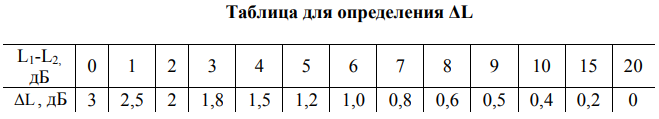 Таблица для определения ΔL
L1-L2, дБ 0 1 2 3 4 5 6 7 8 9 10 15 20
ΔL , дБ 3 2,5 2 1,8 1,5 1,2 1,0 0,8 0,6 0,5 0,4 0,2 0